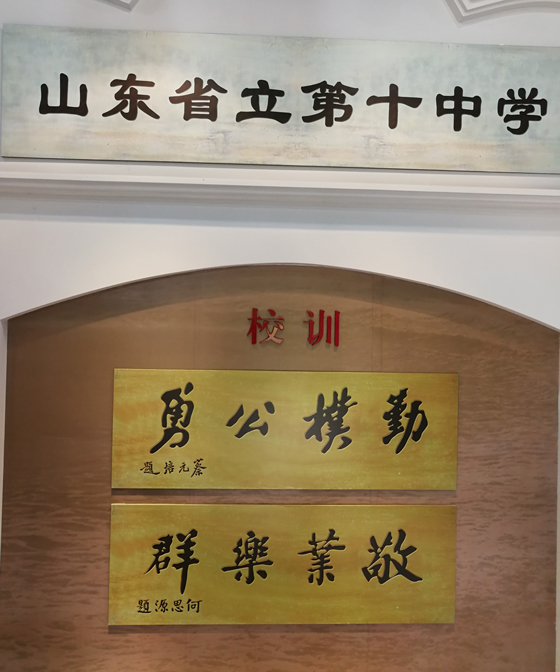 山东省立第十中学
校训
勤樸公勇
蔡元培題
敬業樂群
何思源題